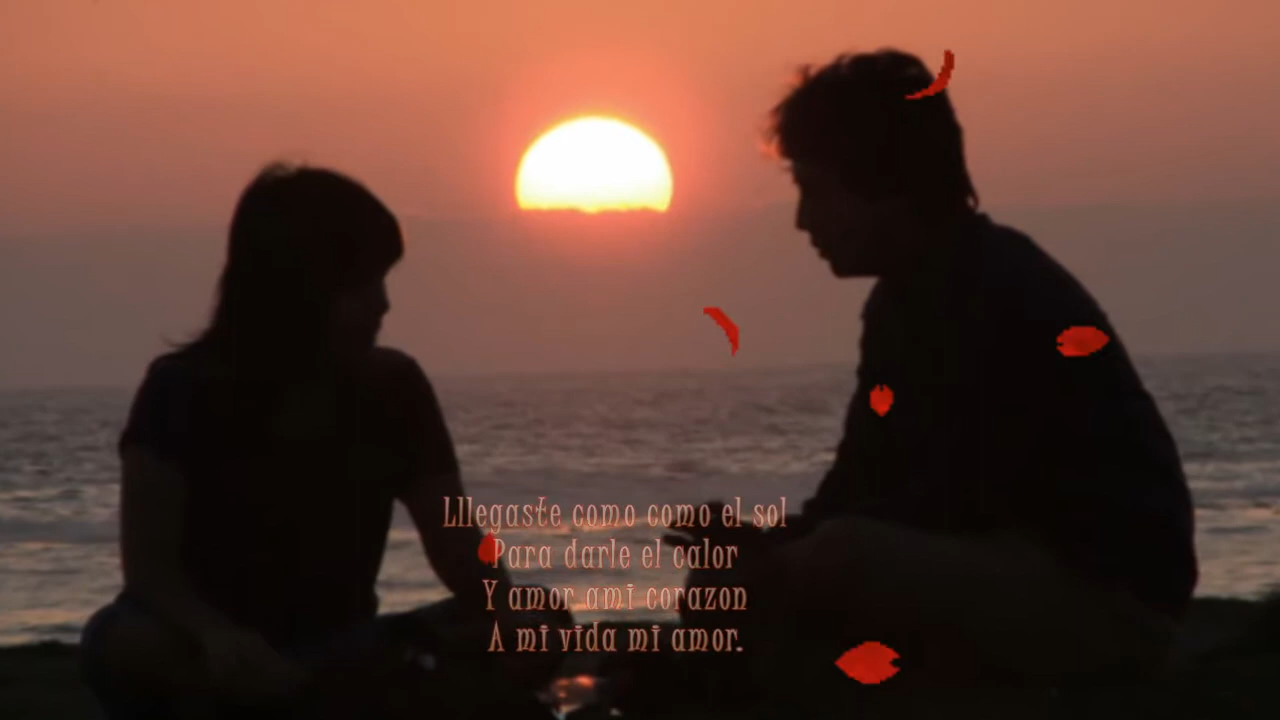 Lllegaste como como el sol
Para darle el calor
Y amor ami corazon
A mi vida mi amor.